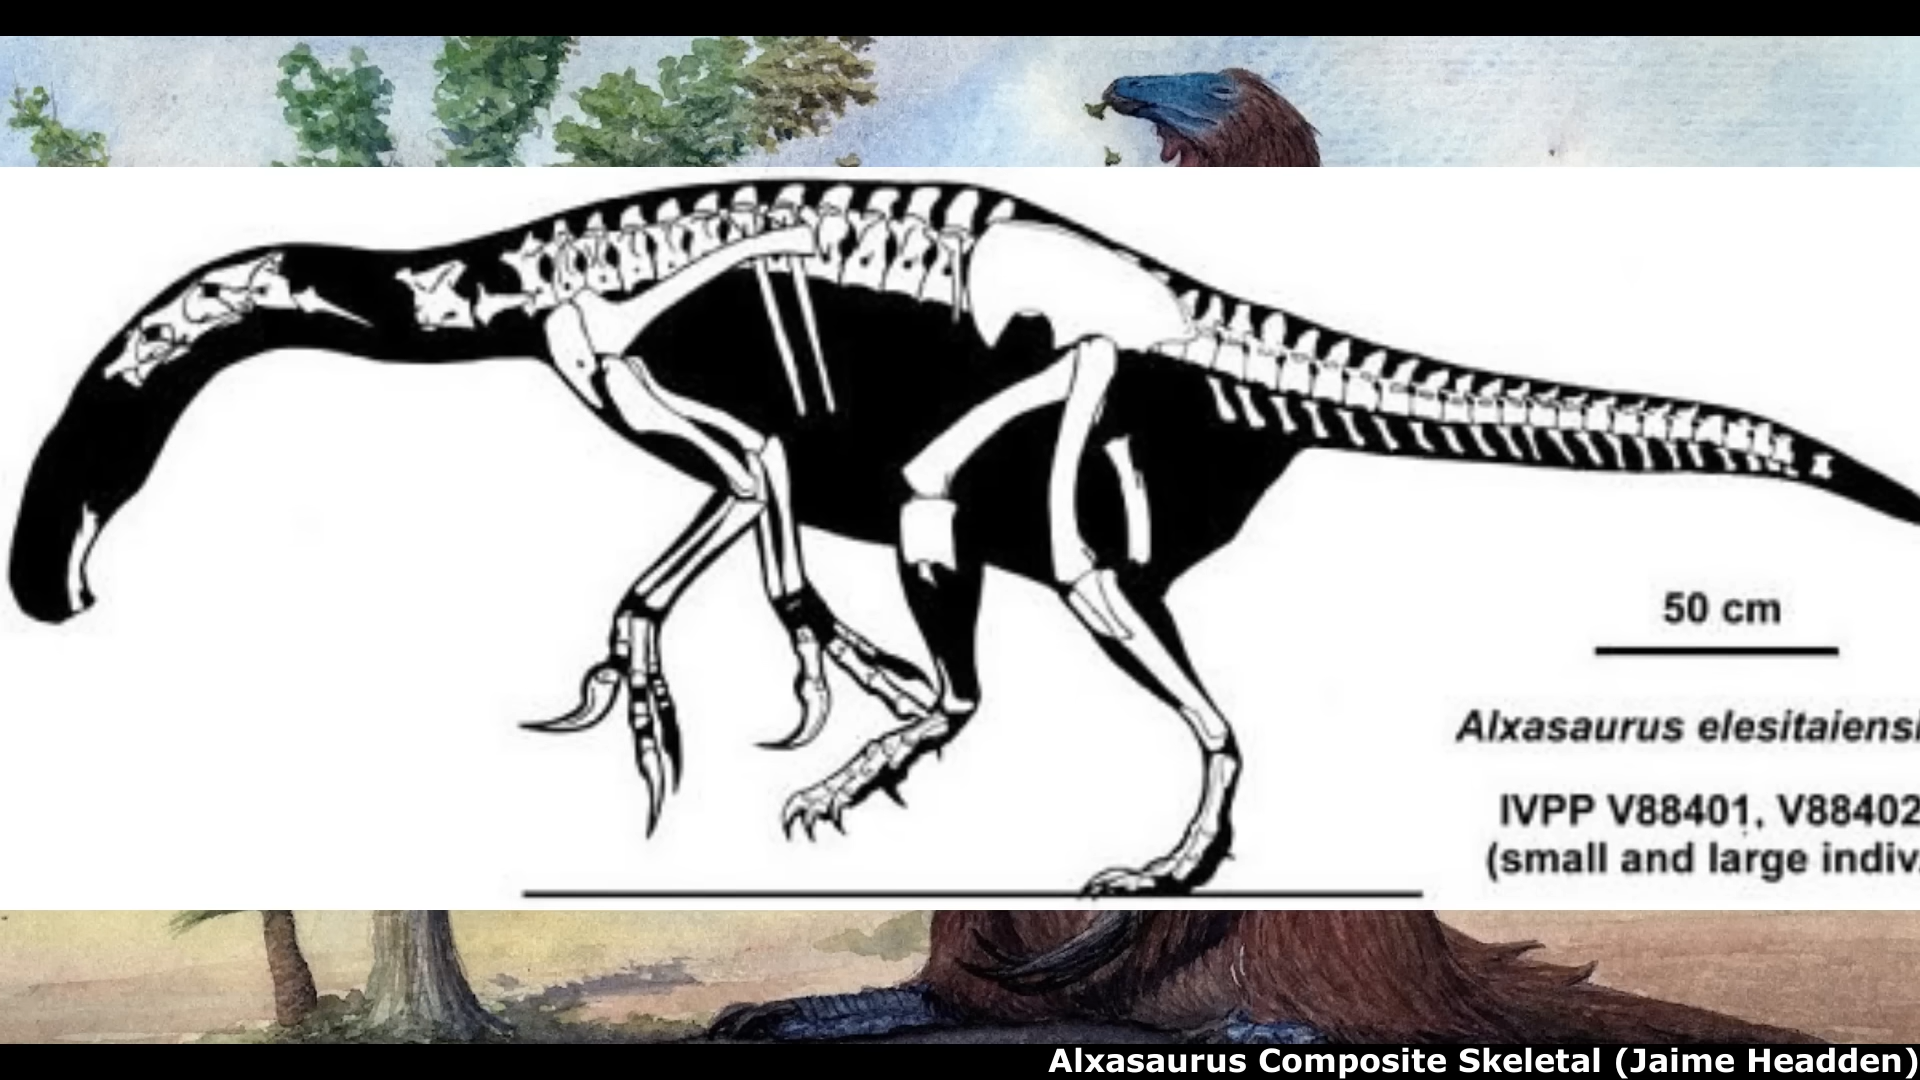 50 cm
Alxasaurus elesitaiensi
IVPP V88401, V88402
(small and large indiv.
Alxasaurus Composite Skeletal (Jaime Headden)